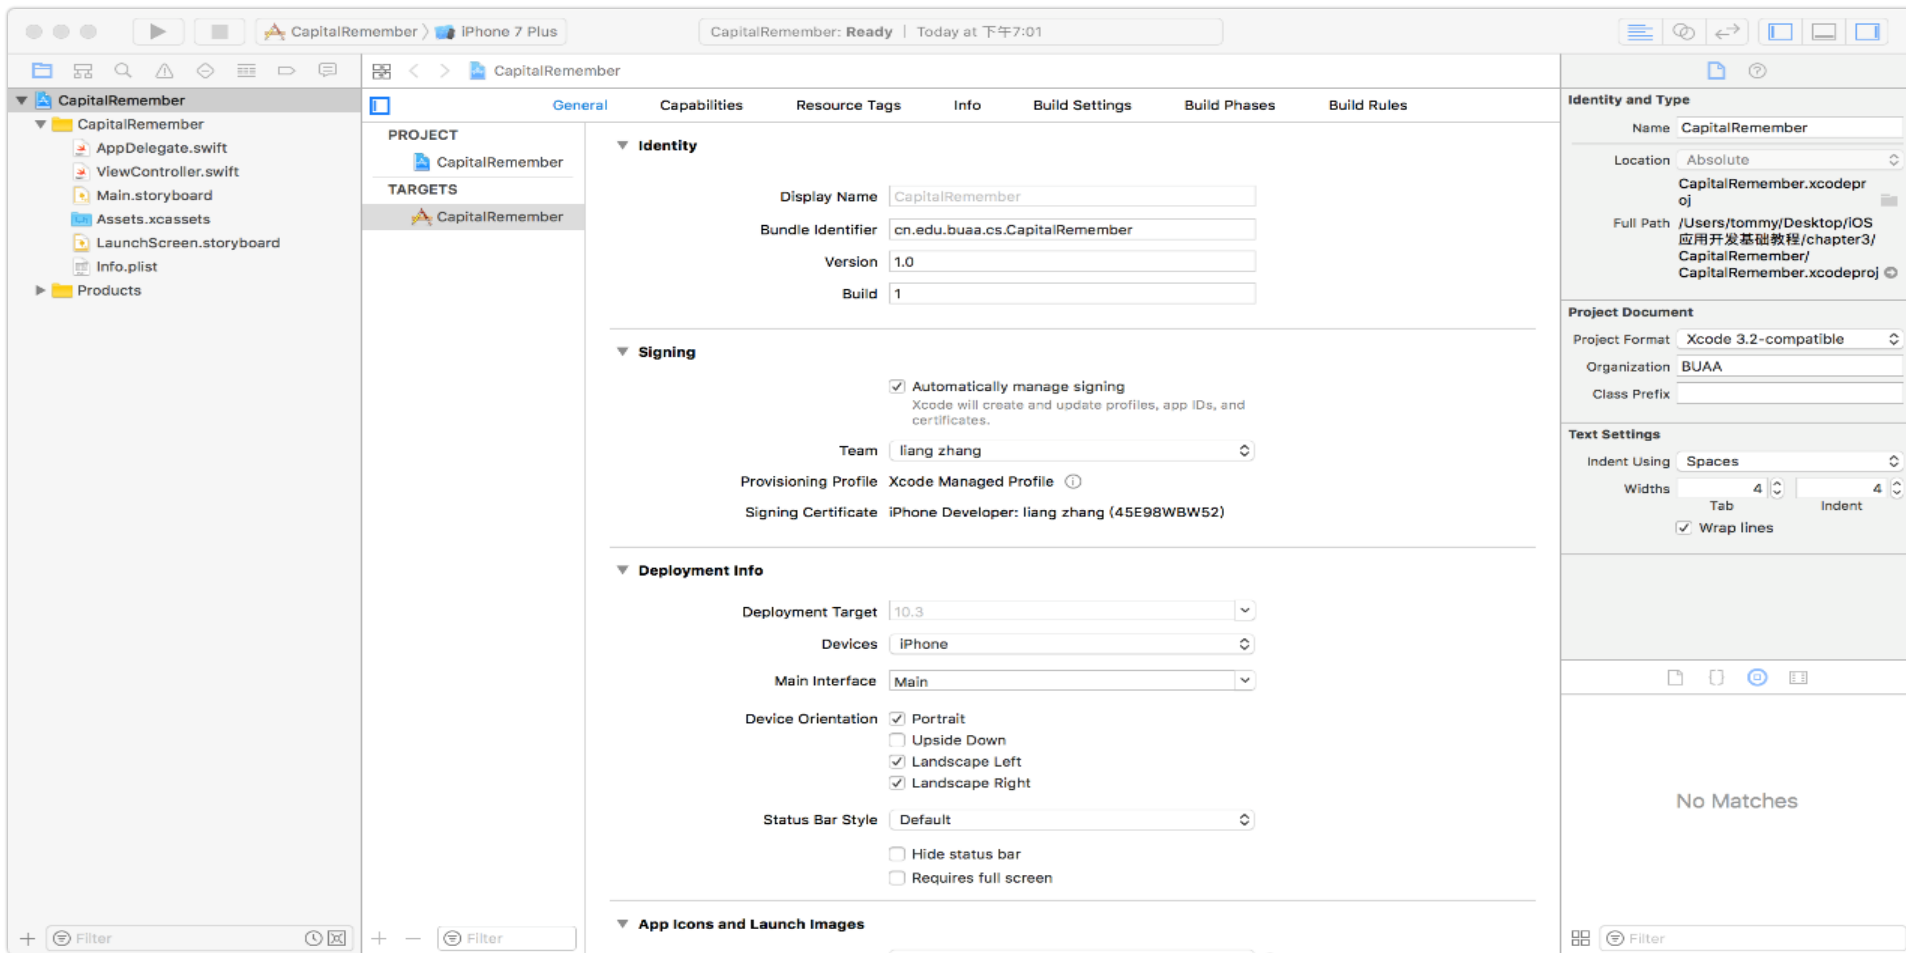 CapitalRemember 〉 iPhone 7 Plus
CapitalRemember: Ready | Today at 下午7:01
CapitalRemember
CapitalRemember
AppDelegate.swift
ViewController.swift
Main.storyboard
Assets.xcassets
LaunchScreen.storyboard
Info.plist
Products
Filter
CapitalRemember
General Capabilities Resource Tags Info Build Settings Build Phases Build Rules
PROJECT
CapitalRemember
TARGETS
CapitalRemember
Filter
Identity
Display Name CapitalRemember
Bundle Identifier cn.edu.buaa.cs.CapitalRemember
Version 1.0
Build 1
Signing
Automatically manage signing
Xcode will create and update profiles, app IDs, and
certificates.
Team liang zhang
Provisioning Profile Xcode Managed Profile
Signing Certificate iPhone Developer: liang zhang (45E98WBW52)
Deployment Info
Deployment Target 10.3
Devices iPhone
Main Interface Main
Device Orientation Portrait
Upside Down
Landscape Left
Landscape Right
Status Bar Style Default
Hide status bar
Requires full screen
App Icons and Launch Images
Identity and Type
Name CapitalRemember
Location Absolute
CapitalRemember.xcodepr
oj
Full Path /Users/tommy/Desktop/iOS
应用开发基础教程/chapter3/
CapitalRemember/
CapitalRemember.xcodeproj
Project Document
Project Format Xcode 3.2-compatible
Organization BUAA
Class Prefix
Text Settings
Indent Using Spaces
Widths 4 4
Tab Indent
Wrap lines
No Matches
Filter